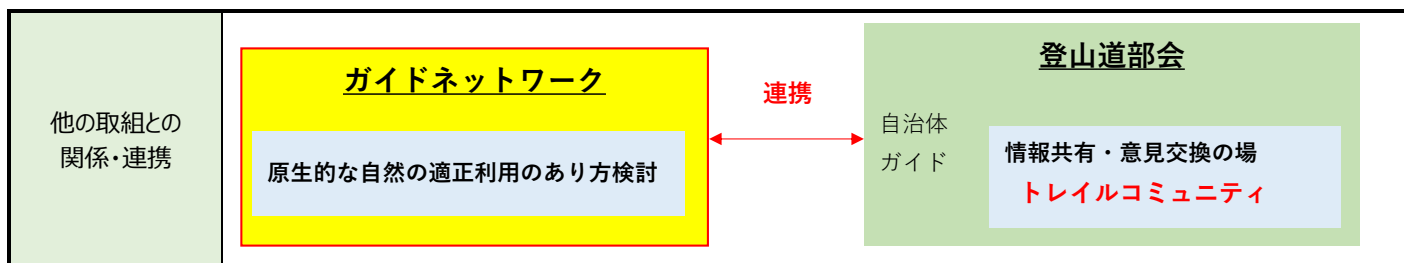 他の取組との
関係・連携
ガイドネットワーク
原生的な自然の適正利用のあり方検討
連携
登山道部会
自治体
ガイド
情報共有・意見交換の場
トレイルコミュニティ